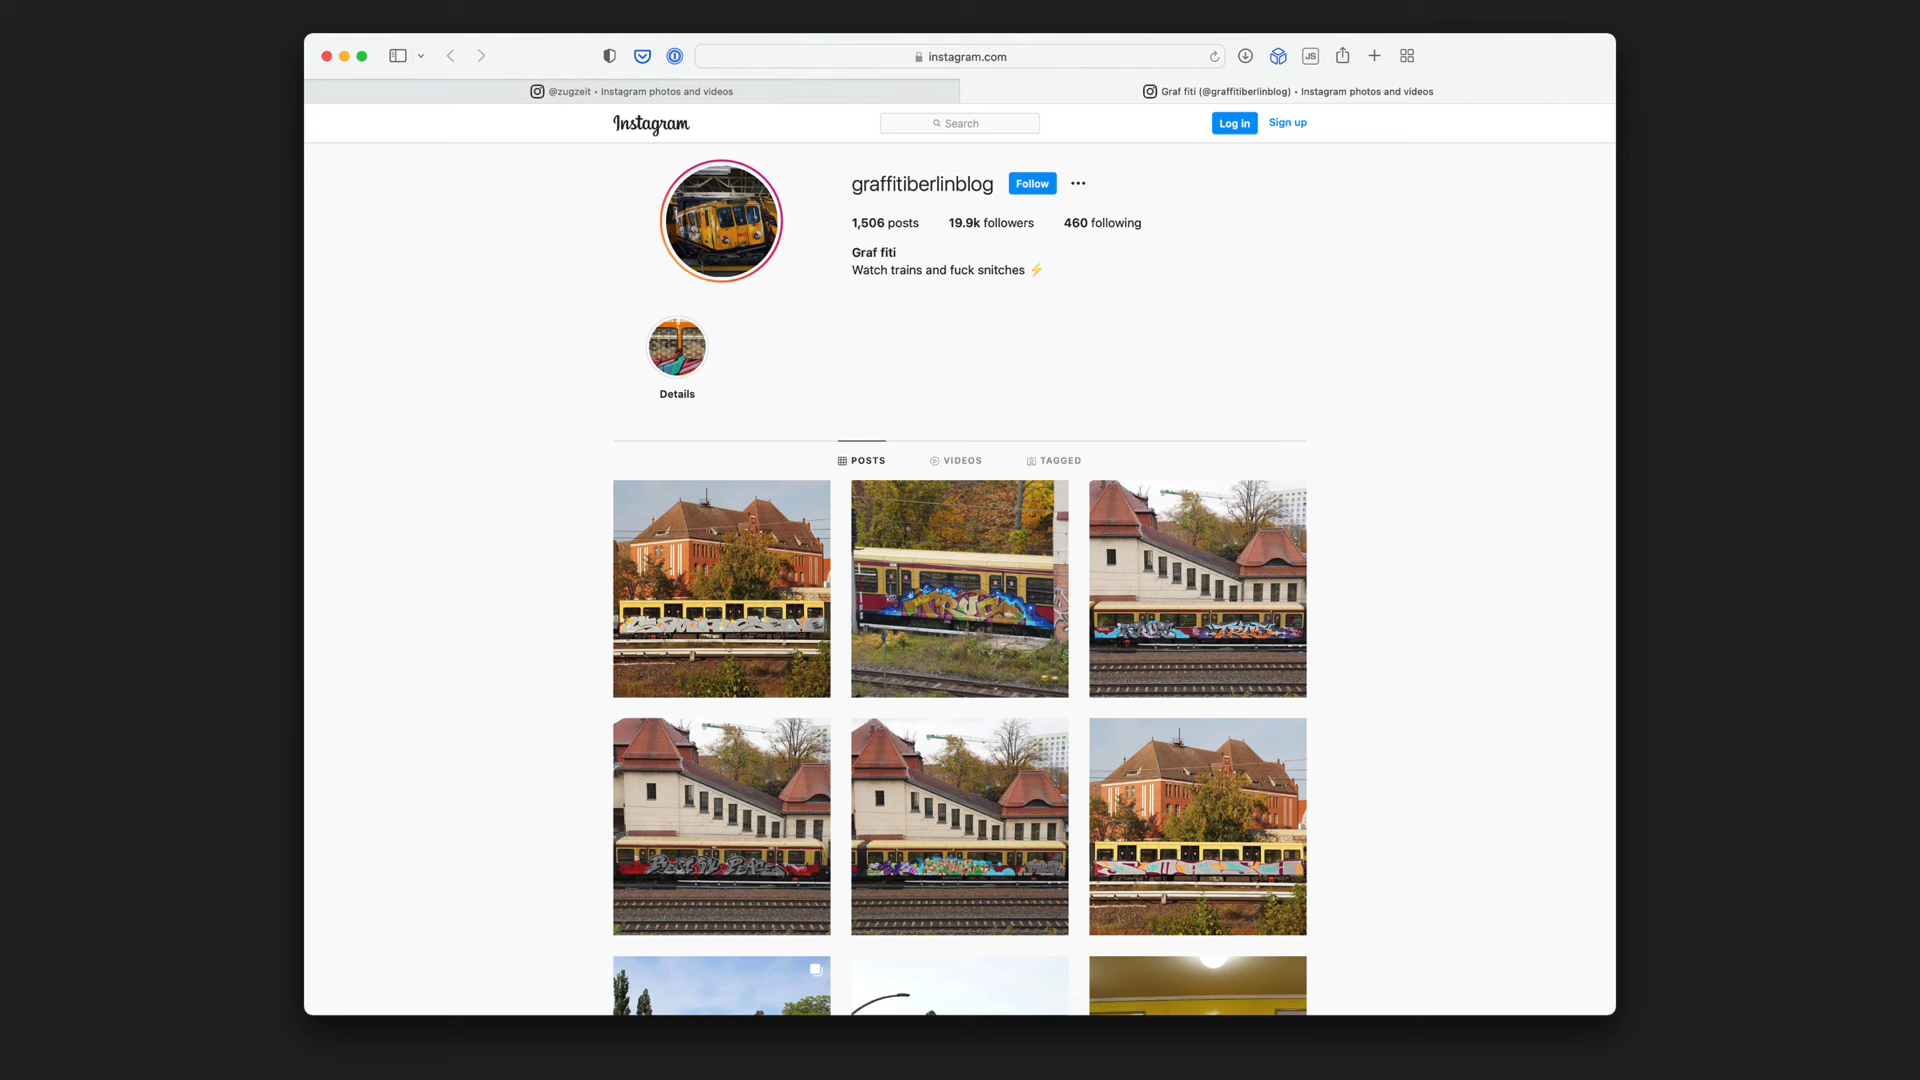 instagram.com
@zugzeit • Instagram photos and videos
Graf fiti (@graffitiberlinblog) • Instagram photos and videos
Instagram
Search
Log in
Sign up
graffitiberlinblog
Follow
1,506 posts
19.9k followers
460 following
Graf fiti
Watch trains and fuck snitches ⚡
Details
POSTS
VIDEOS
TAGGED
JS